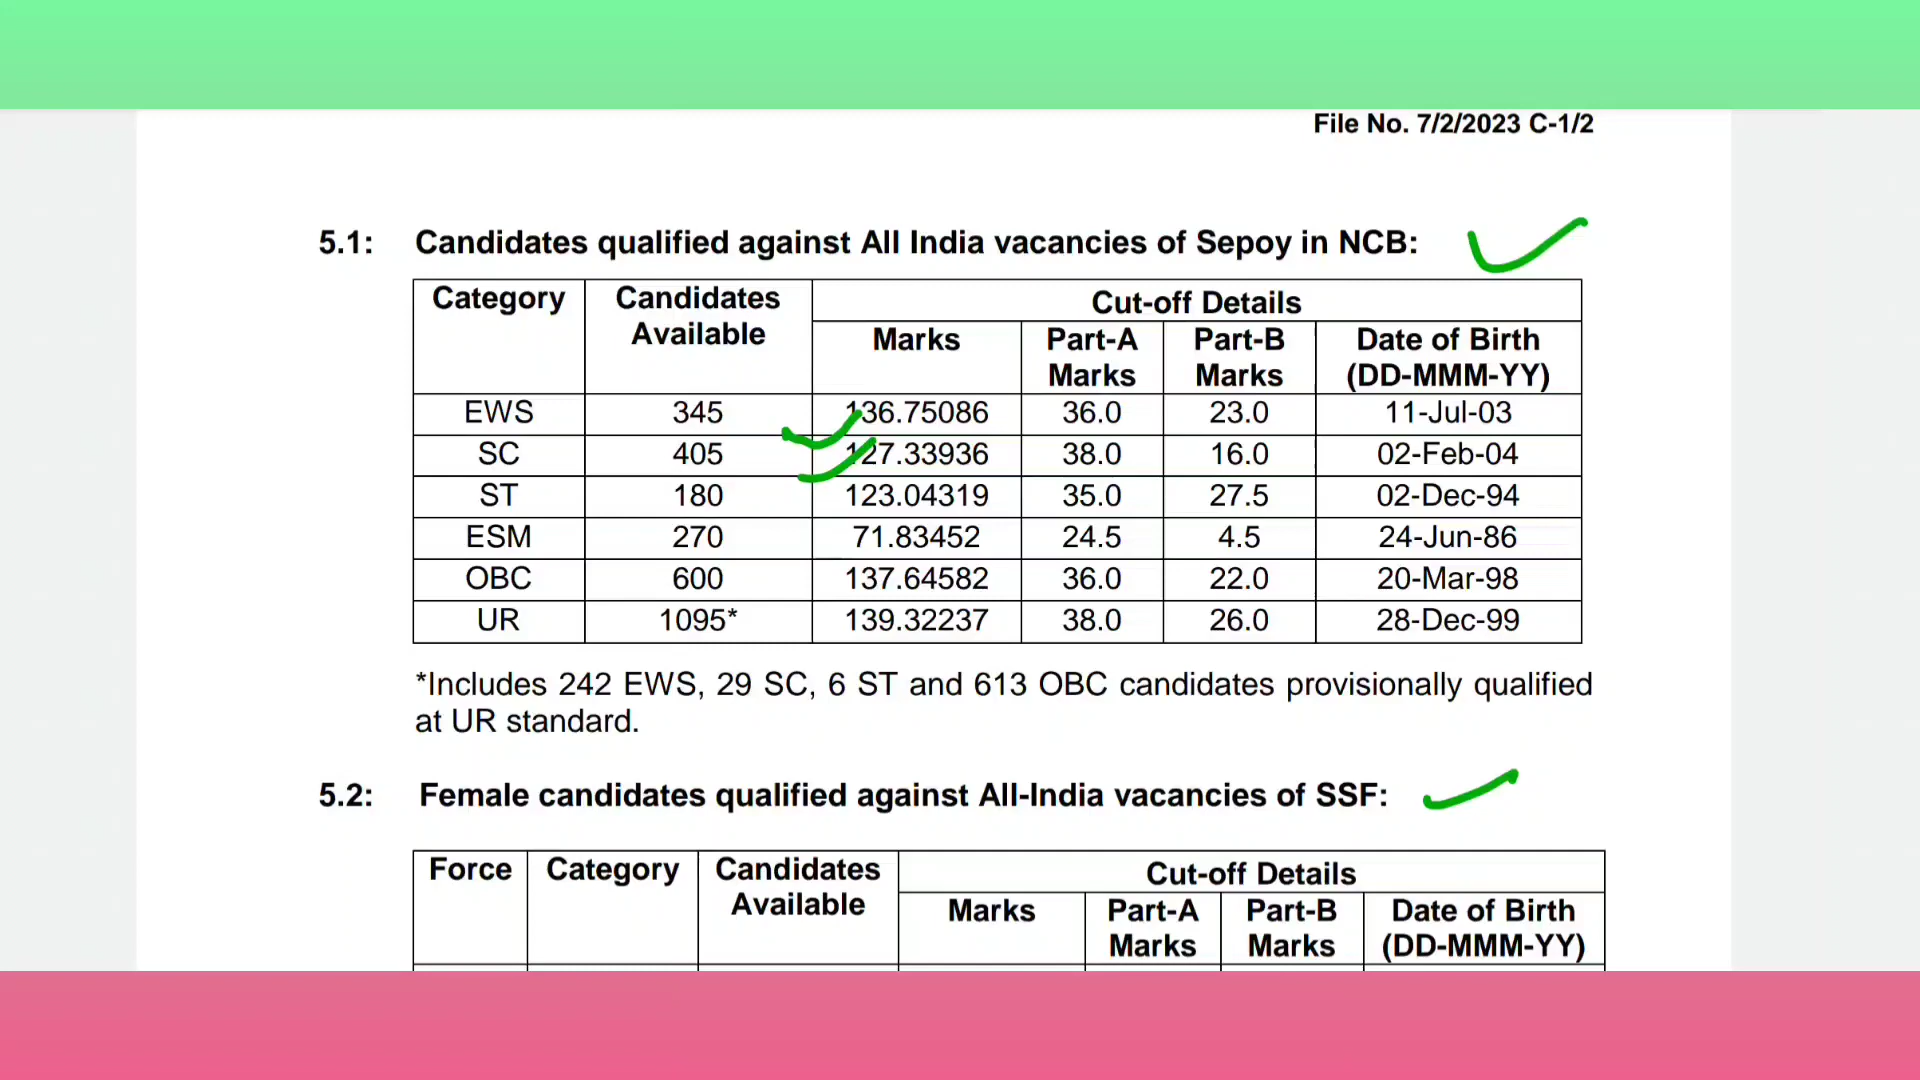 File No. 7/2/2023 C-1/2
5.1: Candidates qualified against All India vacancies of Sepoy in NCB:
Category Candidates Available Cut-off Details
Marks Part-A Marks Part-B Marks Date of Birth (DD-MMM-YY)
EWS 345 136.75086 36.0 23.0 11-Jul-03
SC 405 127.33936 38.0 16.0 02-Feb-04
ST 180 123.04319 35.0 27.5 02-Dec-94
ESM 270 71.83452 24.5 4.5 24-Jun-86
OBC 600 137.64582 36.0 22.0 20-Mar-98
UR 1095* 139.32237 38.0 26.0 28-Dec-99
*Includes 242 EWS, 29 SC, 6 ST and 613 OBC candidates provisionally qualified
at UR standard.
5.2: Female candidates qualified against All-India vacancies of SSF:
Force Category Candidates Available Cut-off Details
Marks Part-A Marks Part-B Marks Date of Birth (DD-MMM-YY)